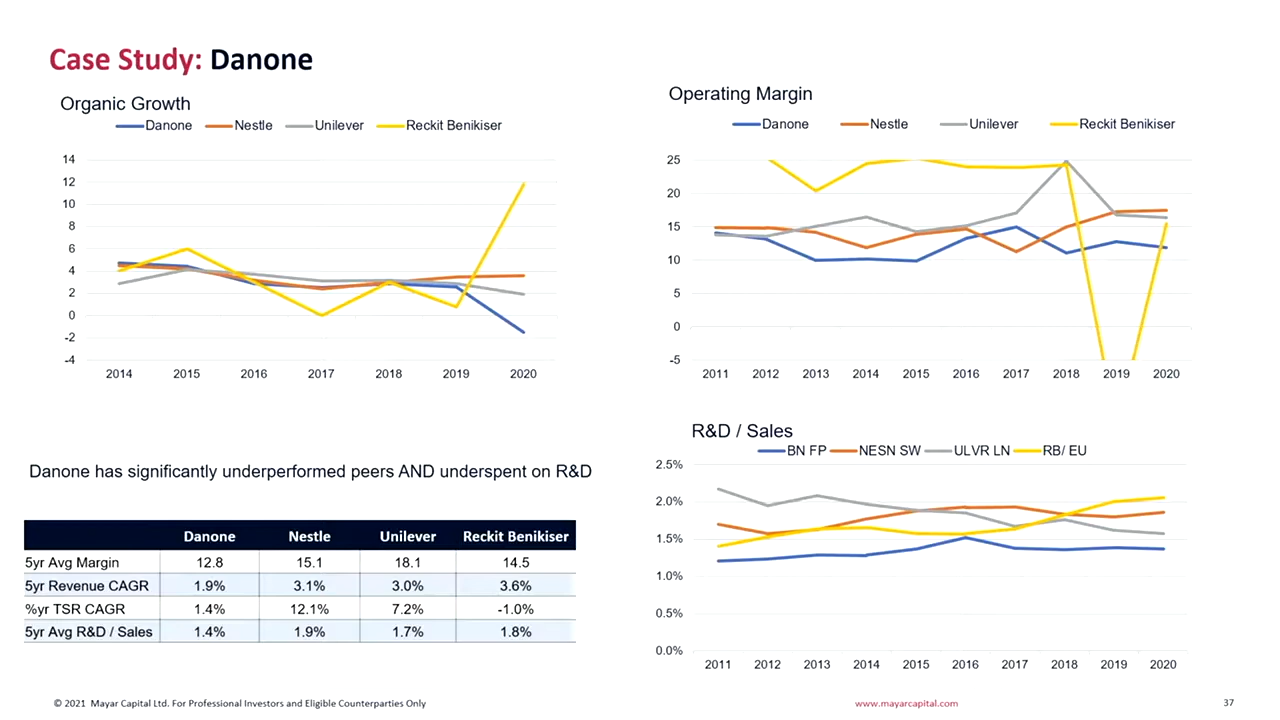 Case Study: Danone
Organic Growth
Danone Nestle Unilever Reckit Benikiser
14
12
10
8
6
4
2
0
-2
-4
2014 2015 2016 2017 2018 2019 2020
Operating Margin
Danone Nestle Unilever Reckit Benikiser
25
20
15
10
5
0
-5
2011 2012 2013 2014 2015 2016 2017 2018 2019 2020
Danone has significantly underperformed peers AND underspent on R&D
Danone Nestle Unilever Reckit Benikiser
5yr Avg Margin 12.8 15.1 18.1 14.5
5yr Revenue CAGR 1.9% 3.1% 3.0% 3.6%
%yr TSR CAGR 1.4% 12.1% 7.2% -1.0%
5yr Avg R&D / Sales 1.4% 1.9% 1.7% 1.8%
R&D / Sales
BN FP NESN SW ULVR LN RB/ EU
2.5%
2.0%
1.5%
1.0%
0.5%
0.0%
2011 2012 2013 2014 2015 2016 2017 2018 2019 2020
© 2021 Mayar Capital Ltd. For Professional Investors and Eligible Counterparties Only
www.mayarcapital.com
37